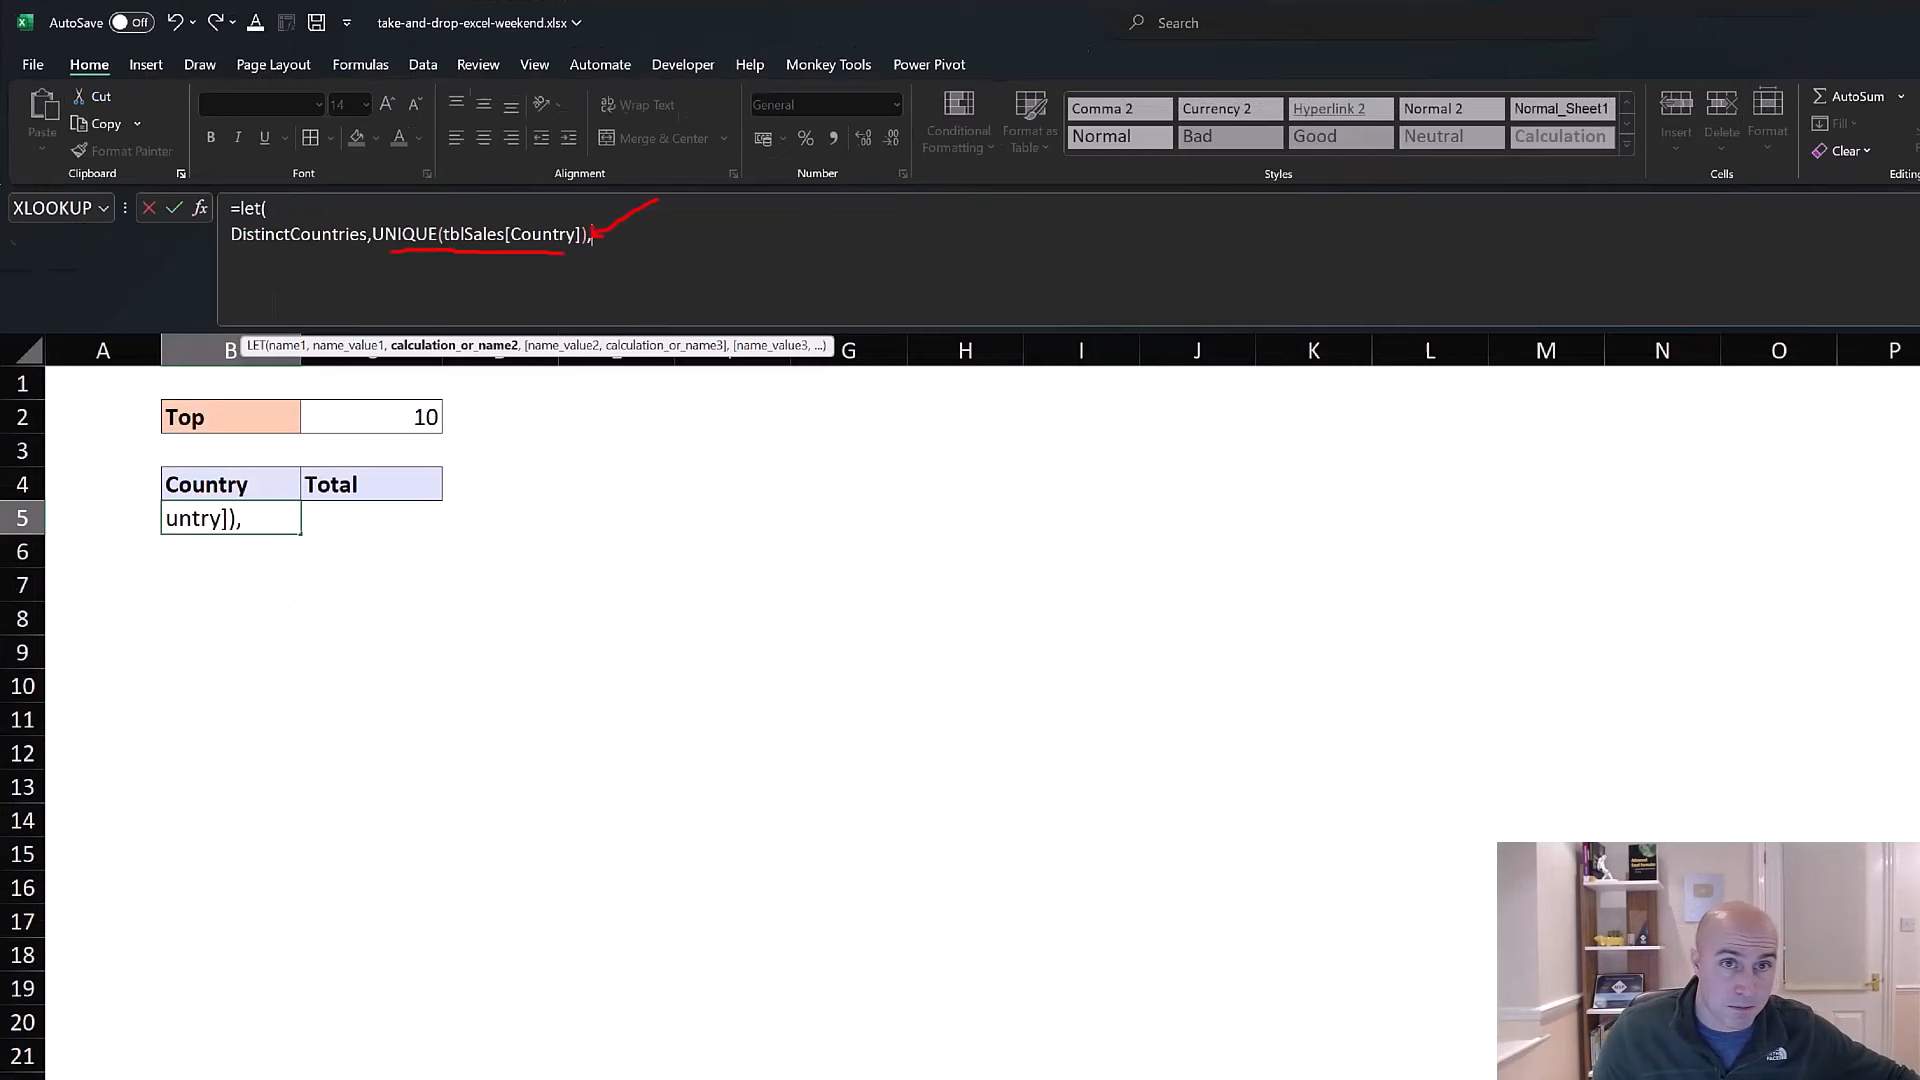 AutoSave Off take-and-drop-excel-weekend.xlsx Search
File Home Insert Draw Page Layout Formulas Data Review View Automate Developer Help Monkey Tools Power Pivot
Paste
Cut
Copy
Format Painter
Clipboard
14
B I U
Font
Wrap Text
Merge & Center
Alignment
General
Number
Conditional Formatting
Format as Table
Comma 2 Currency 2 Hyperlink 2 Normal 2 Normal_Sheet1
Normal Bad Good Neutral Calculation
Styles
Insert Delete Format
Cells
AutoSum
Fill
Clear
Editing
XLOOKUP fx
=let(
DistinctCountries,UNIQUE(tblSales[Country]),
LET(name1, name_value1, calculation_or_name2, [name_value2, calculation_or_name3], [name_value3, ...)
A B G H I J K L M N O P
1
2 Top 10
3
4 Country Total
5 untry]),
6
7
8
9
10
11
12
13
14
15
16
17
18
19
20
21